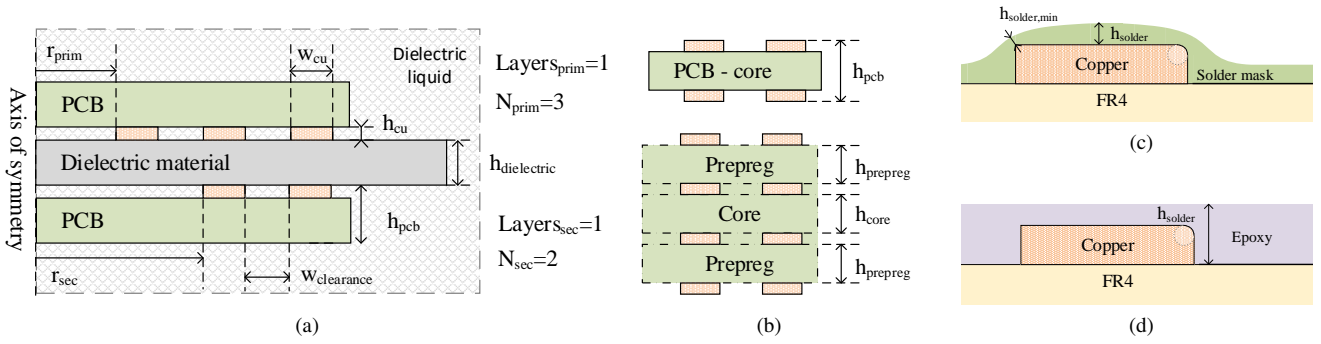 r_prim
W_cu
Dielectric
liquid
Layers_prim=1
N_prim=3
PCB
h_cu
Dielectric material
h_dielectric
PCB
h_pcb
Layers_sec=1
N_sec=2
r_sec
W_clearance
Axis of symmetry
(a)
PCB - core
h_pcb
Prepreg
h_prepreg
Core
h_core
Prepreg
h_prepreg
(b)
h_solder,min
h_solder
Copper
Solder mask
FR4
(c)
h_solder
Epoxy
Copper
FR4
(d)